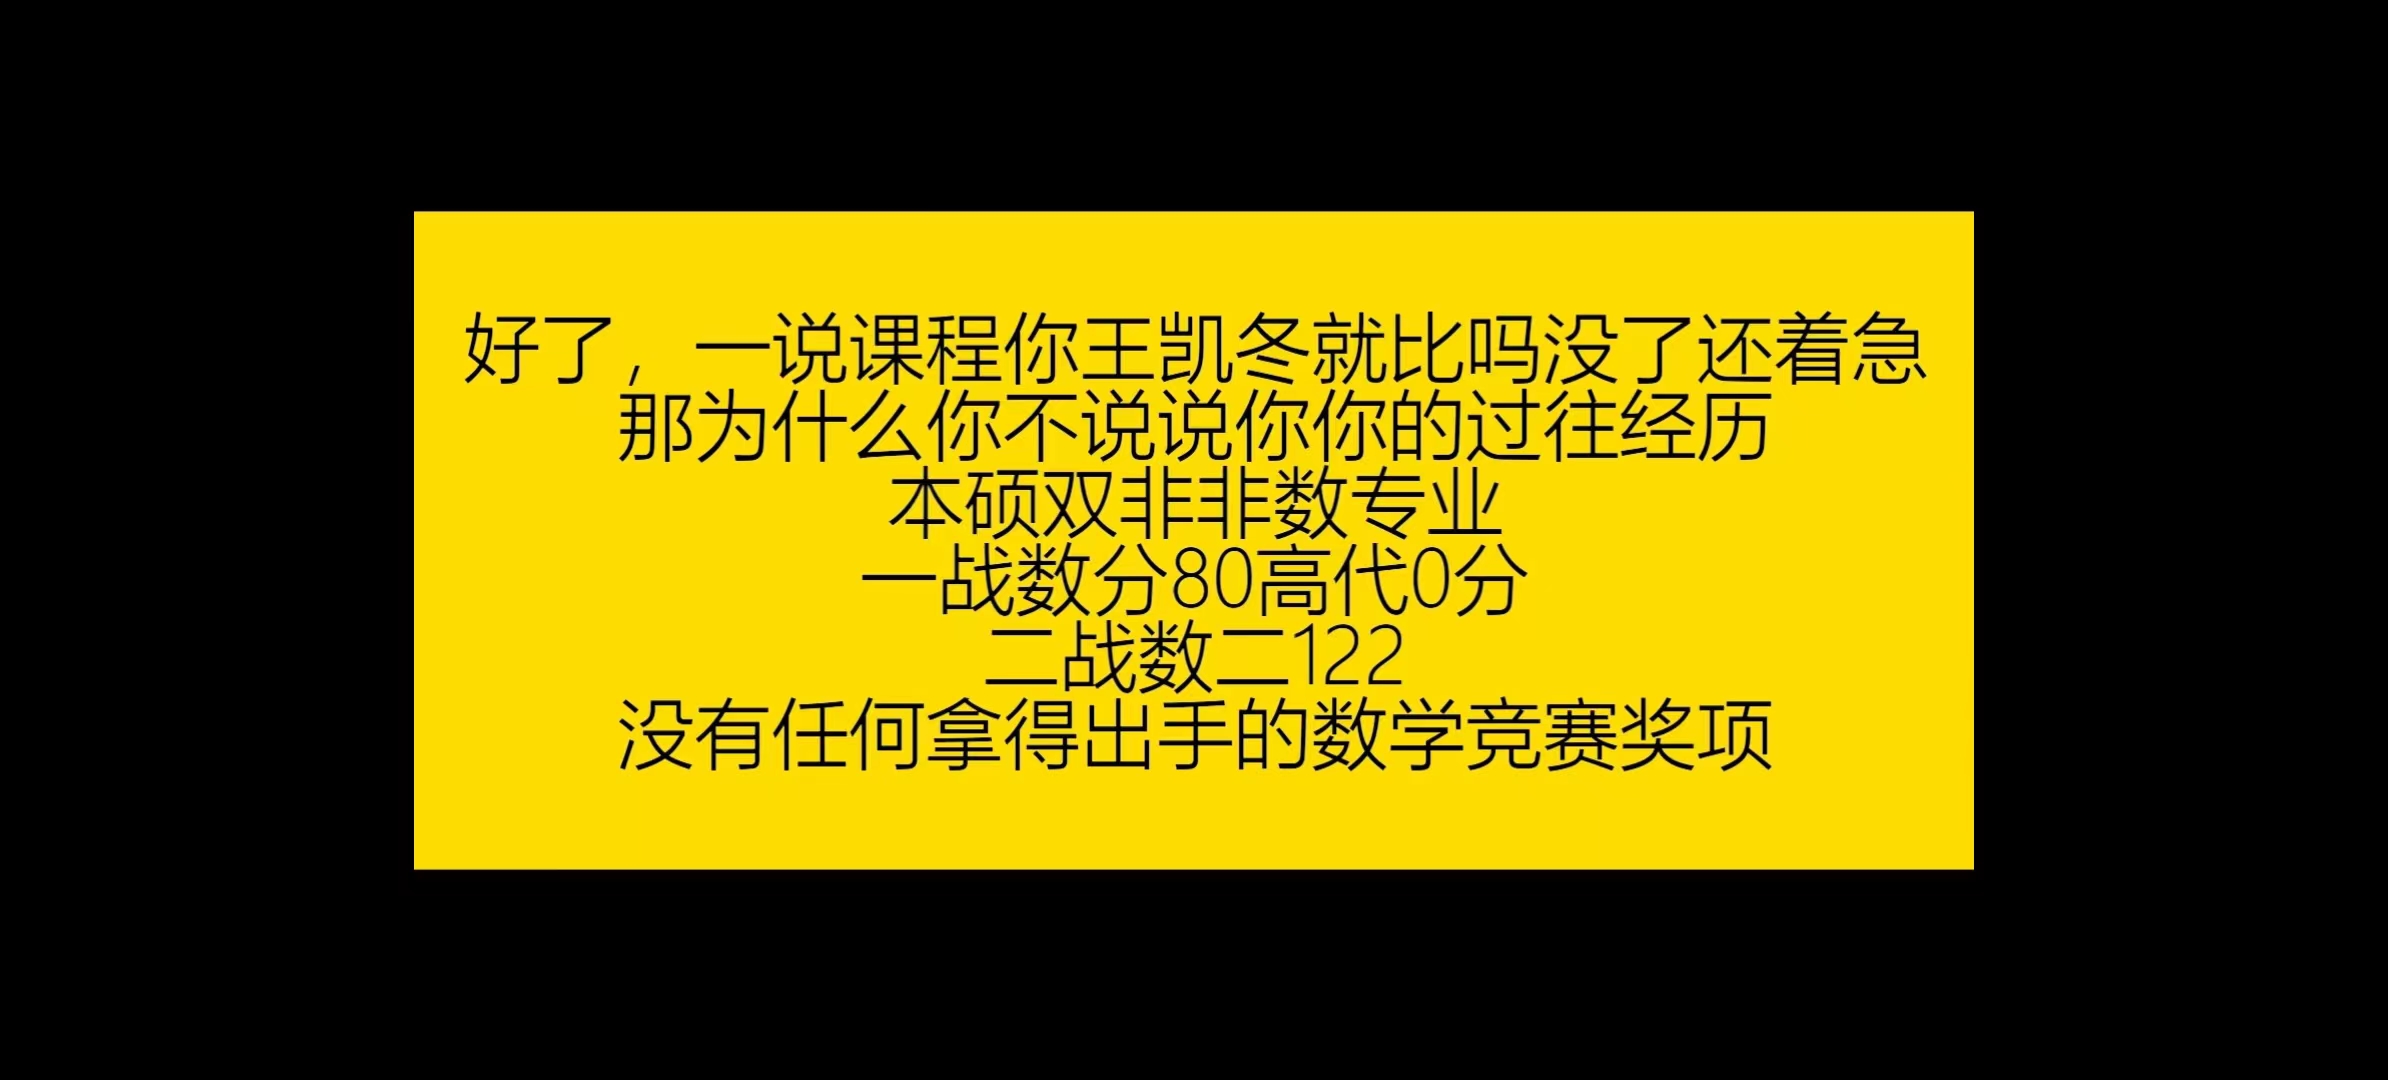 好了，一说课程你王凯冬就比吗没了还着急
那为什么你不说说你你的过往经历
本硕双非非数专业
一战数分80高代0分
二战数二122
没有任何拿得出手的数学竞赛奖项